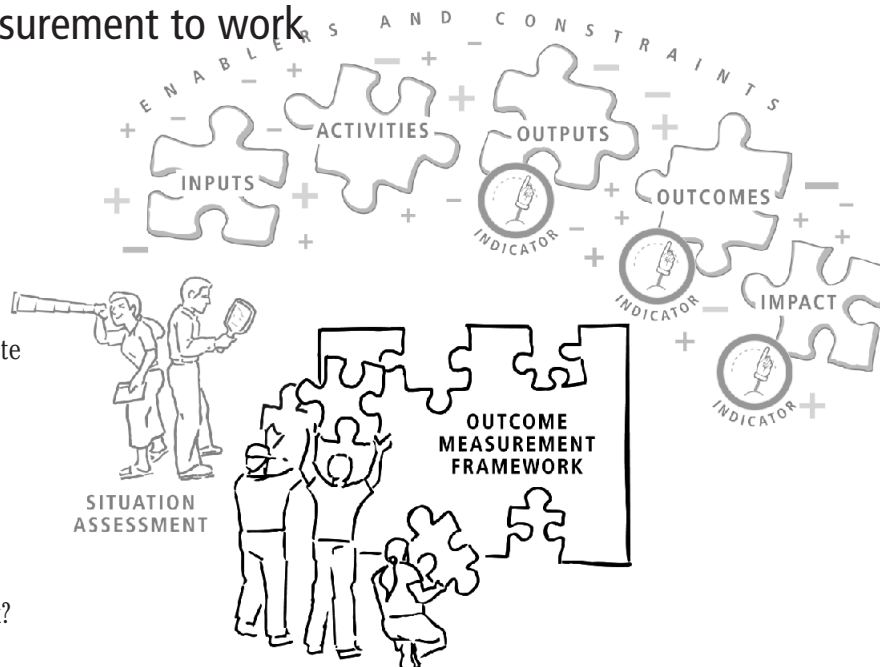 surement to work
ENABLERS AND CONSTRAINTS
INPUTS
ACTIVITIES
OUTPUTS
OUTCOMES
IMPACT
INDICATOR
INDICATOR
INDICATOR
te
OUTCOME
MEASUREMENT
FRAMEWORK
SITUATION
ASSESSMENT
?